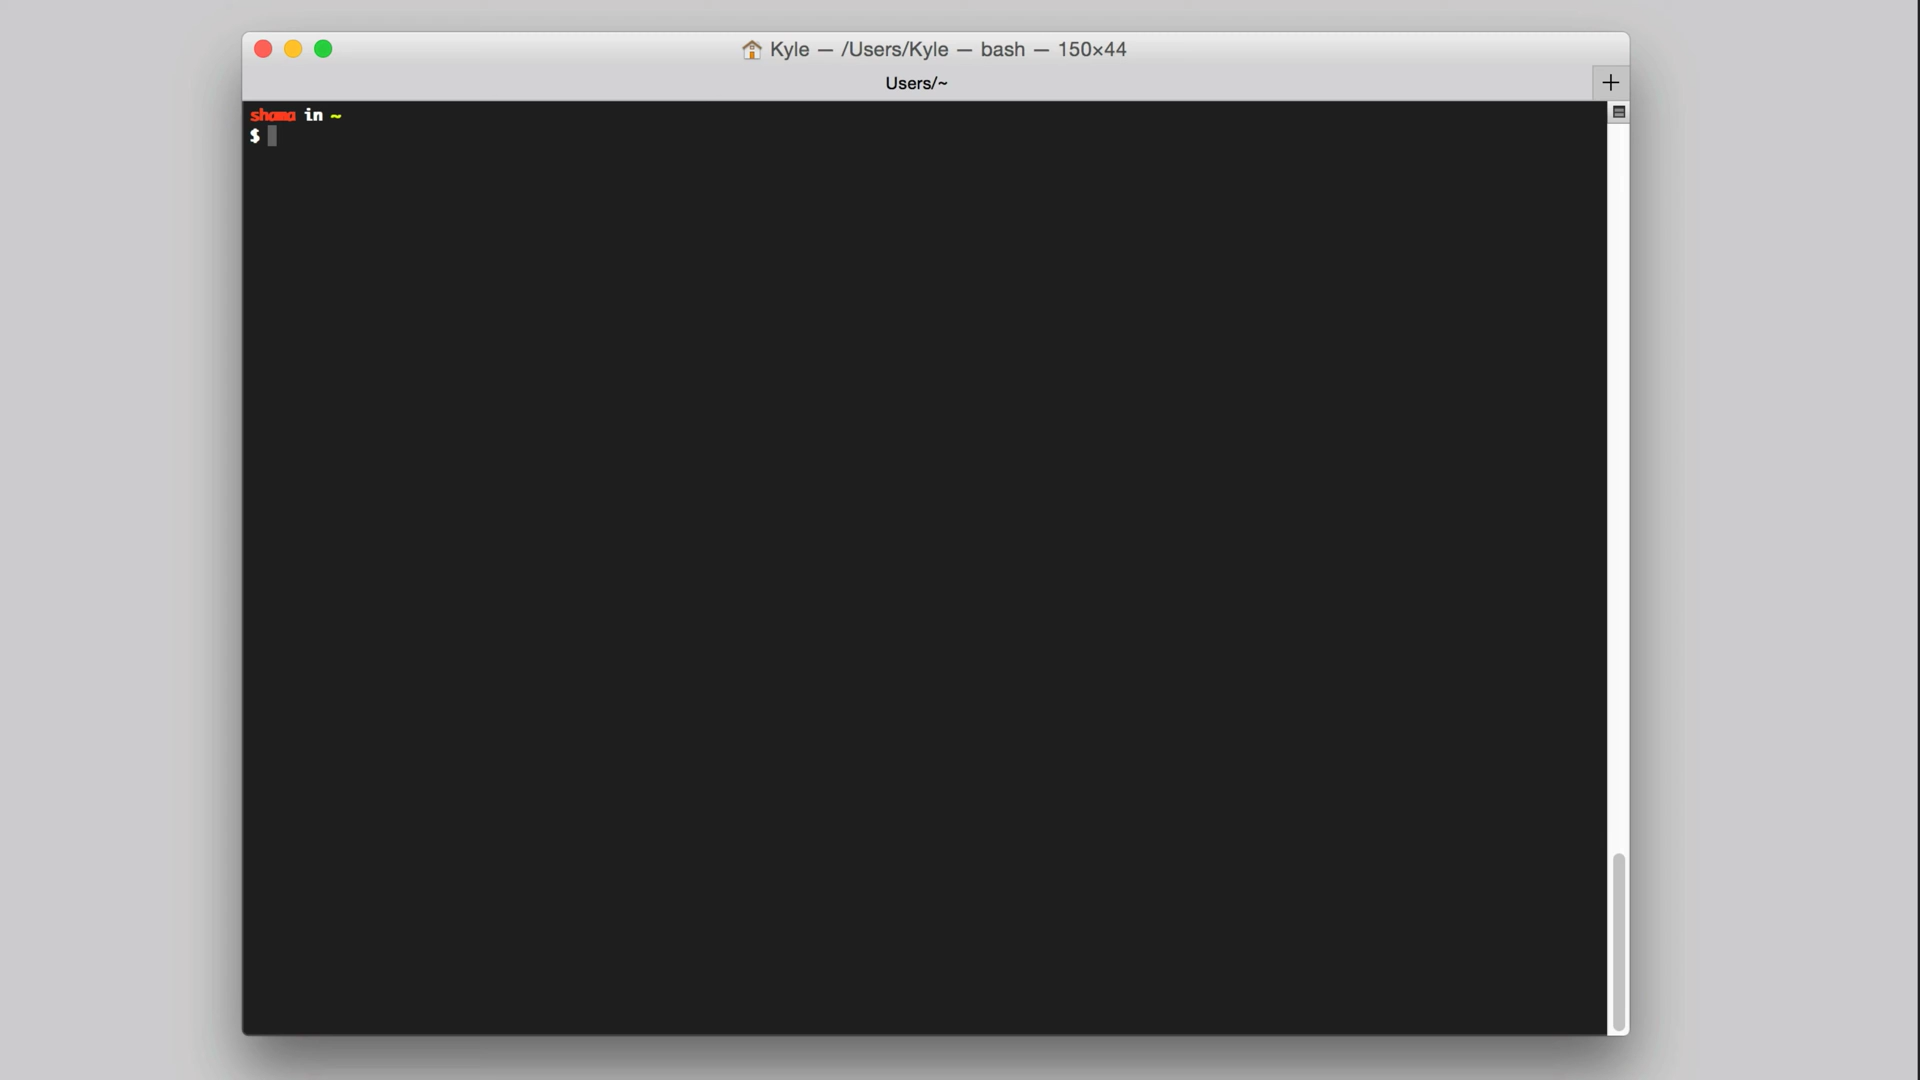 Kyle — /Users/Kyle — bash — 150×44
Users/~
shama in ~
$